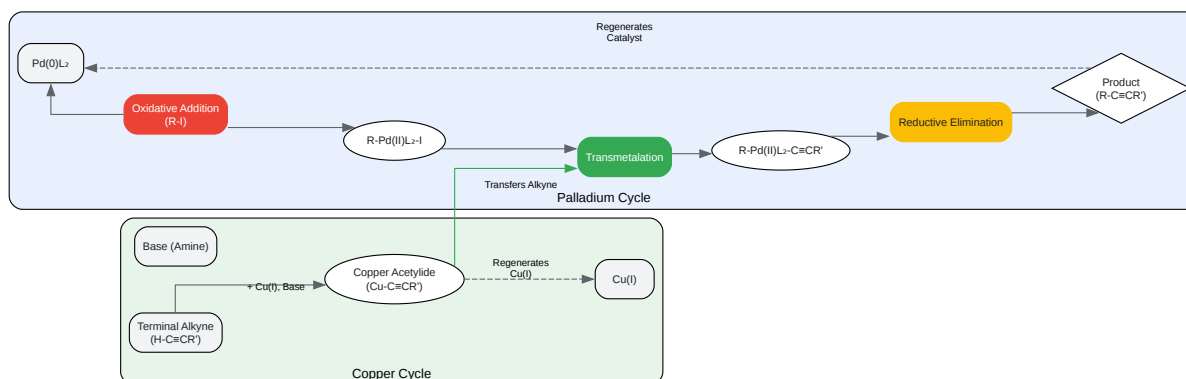 Regenerates
Catalyst
Pd(0)L₂
Product
(R-C≡CR')
Oxidative Addition
(R-I)
Reductive Elimination
R-Pd(II)L₂-I
Transmetalation
R-Pd(II)L₂-C≡CR'
Transfers Alkyne
Palladium Cycle
Base (Amine)
Copper Acetylide
(Cu-C≡CR')
Regenerates
Cu(I)
Cu(I)
+ Cu(I), Base
Terminal Alkyne
(H-C≡CR')
Copper Cycle